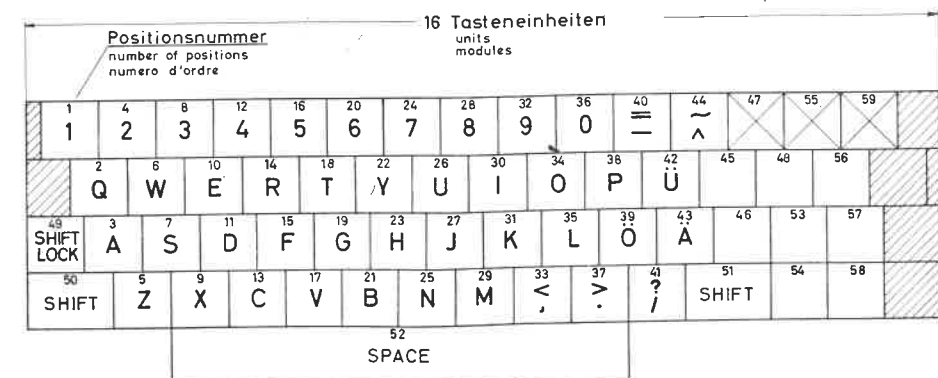 16 Tasteneinheiten
units
modules
Positionsnummer
number of positions
numero d'ordre
1 4 8 12 16 20 24 28 32 36 40 44 47 55 59
1 2 3 4 5 6 7 8 9 0 = _ ~ ^
2 6 10 14 18 22 26 30 34 38 42 45 48 56
Q W E R T Y U I O P Ü
49 3 7 11 15 19 23 27 31 35 39 43 46 53 57
SHIFT LOCK A S D F G H J K L Ö Ä
50 5 9 13 17 21 25 29 33 37 41 51 54 58
SHIFT Z X C V B N M < , > . ? / SHIFT
52
SPACE